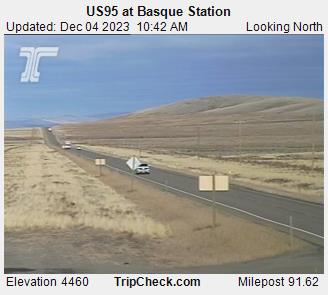 US95 at Basque Station
Updated: Dec 04 2023 10:42 AM Looking North
Elevation 4460 TripCheck.com Milepost 91.62